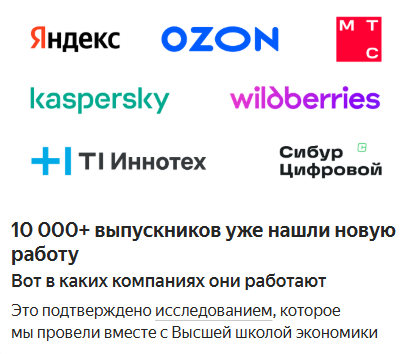 Яндекс OZON МТС
kaspersky wildberries
T1 Иннотех Сибур
Цифровой
10 000+ выпускников уже нашли новую
работу
Вот в каких компаниях они работают
Это подтверждено исследованием, которое
мы провели вместе с Высшей школой экономики